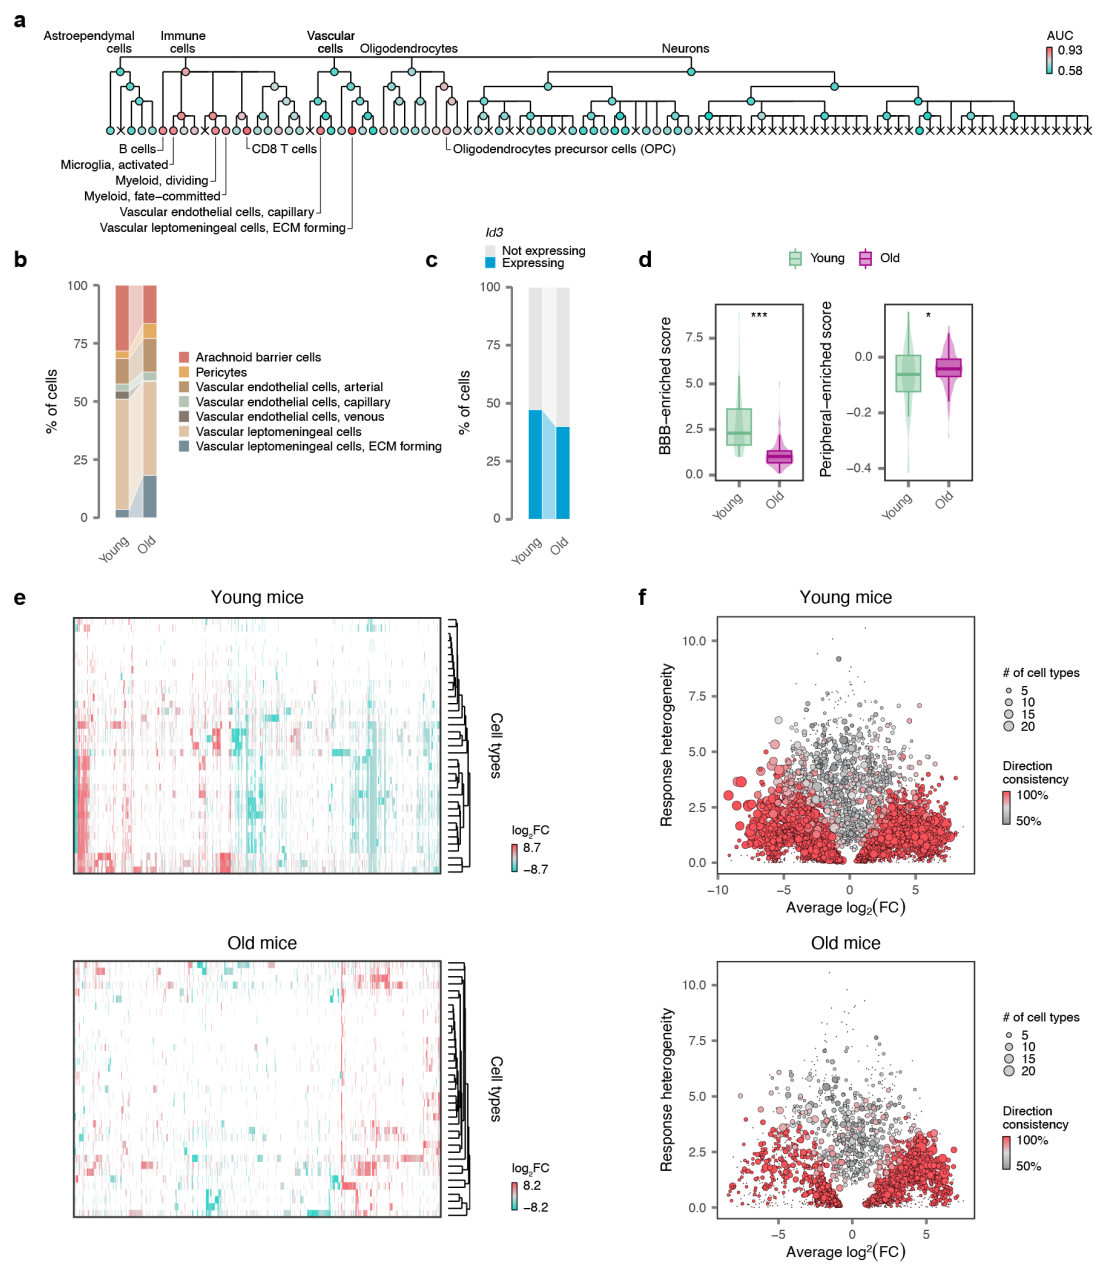 a
Astroependymal
cells
Immune
cells
Vascular
cells
Oligodendrocytes
Neurons
AUC
0.93
0.58
B cells
CD8 T cells
Oligodendrocytes precursor cells (OPC)
Microglia, activated
Myeloid, dividing
Myeloid, fate−committed
Vascular endothelial cells, capillary
Vascular leptomeningeal cells, ECM forming
b
% of cells
100
75
50
25
0
Young
Old
Arachnoid barrier cells
Pericytes
Vascular endothelial cells, arterial
Vascular endothelial cells, capillary
Vascular endothelial cells, venous
Vascular leptomeningeal cells
Vascular leptomeningeal cells, ECM forming
c
Id3
Not expressing
Expressing
% of cells
100
75
50
25
0
Young
Old
d
Young
Old
BBB−enriched score
7.5
5.0
2.5
0.0
***
Young
Old
Peripheral−enriched score
0.0
−0.2
−0.4
*
Young
Old
e
Young mice
Cell types
log2FC
8.7
−8.7
Old mice
Cell types
log2FC
8.2
−8.2
f
Young mice
Response heterogeneity
10.0
7.5
5.0
2.5
0.0
−10
−5
0
5
Average log2(FC)
# of cell types
5
10
15
20
Direction
consistency
100%
50%
Old mice
Response heterogeneity
10.0
7.5
5.0
2.5
0.0
−5
0
5
Average log²(FC)
# of cell types
5
10
15
20
Direction
consistency
100%
50%